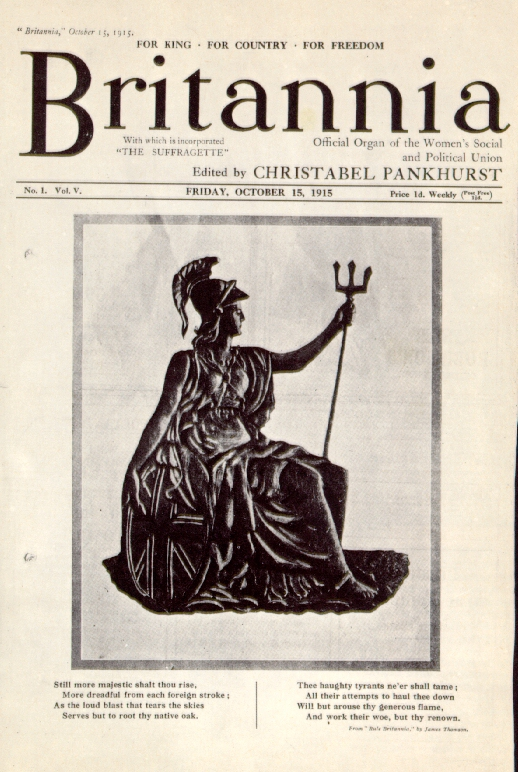 "Britannia," October 15, 1915.
FOR KING · FOR COUNTRY · FOR FREEDOM
Britannia
With which is incorporated
"THE SUFFRAGETTE"
Official Organ of the Women's Social
and Political Union
Edited by CHRISTABEL PANKHURST
No. 1. Vol. V.
FRIDAY, OCTOBER 15, 1915
Price 1d. Weekly (Post Free 1½d.)
Still more majestic shalt thou rise,
More dreadful from each foreign stroke;
As the loud blast that tears the skies
Serves but to root thy native oak.
Thee haughty tyrants ne'er shall tame;
All their attempts to haul thee down
Will but arouse thy generous flame,
And work their woe, but thy renown.
From "Rule Britannia," by James Thomson.